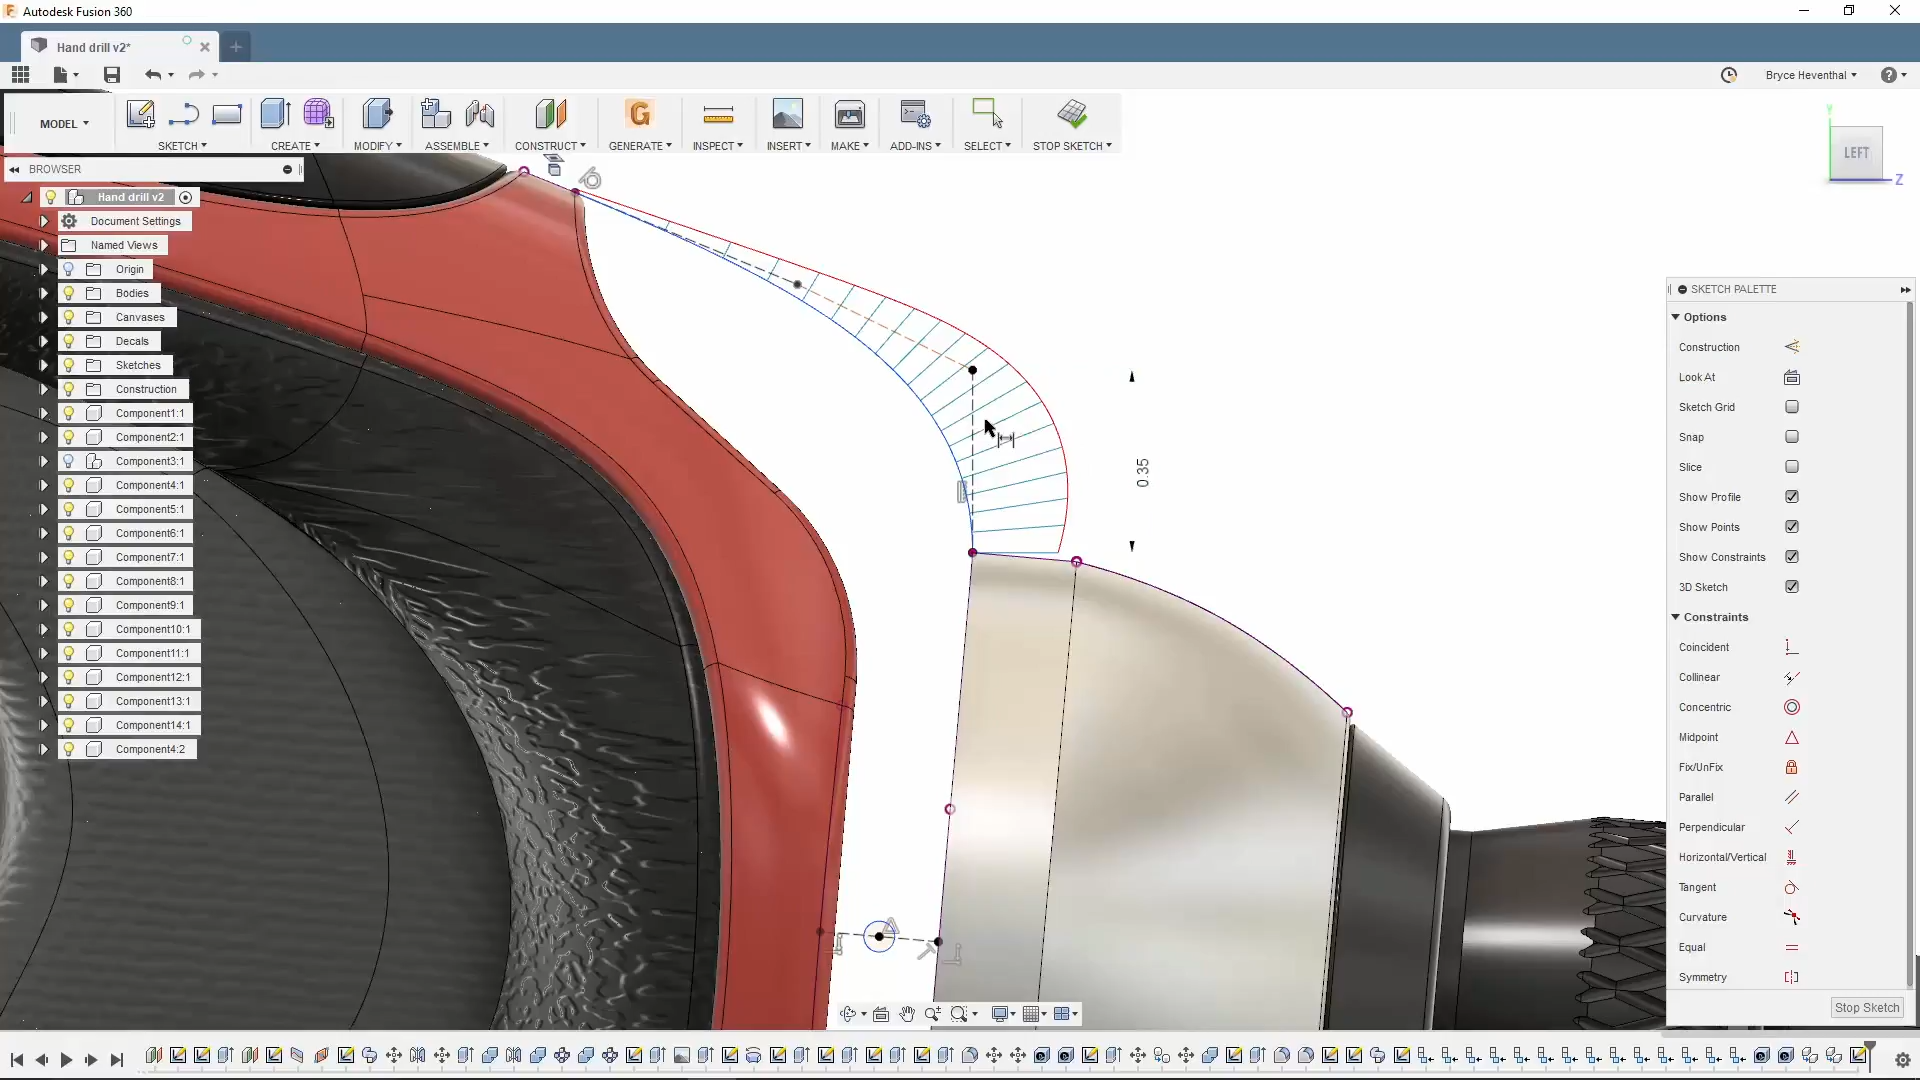 Autodesk Fusion 360
Hand drill v2*
Bryce Heventhal
MODEL
SKETCH
CREATE
MODIFY
ASSEMBLE
CONSTRUCT
GENERATE
INSPECT
INSERT
MAKE
ADD-INS
SELECT
STOP SKETCH
BROWSER
Hand drill v2
Document Settings
Named Views
Origin
Bodies
Canvases
Decals
Sketches
Construction
Component1:1
Component2:1
Component3:1
Component4:1
Component5:1
Component6:1
Component7:1
Component8:1
Component9:1
Component10:1
Component11:1
Component12:1
Component13:1
Component14:1
Component4:2
0.35
Y
LEFT
Z
SKETCH PALETTE
Options
Construction
Look At
Sketch Grid
Snap
Slice
Show Profile
Show Points
Show Constraints
3D Sketch
Constraints
Coincident
Collinear
Concentric
Midpoint
Fix/UnFix
Parallel
Perpendicular
Horizontal/Vertical
Tangent
Curvature
Equal
Symmetry
Stop Sketch